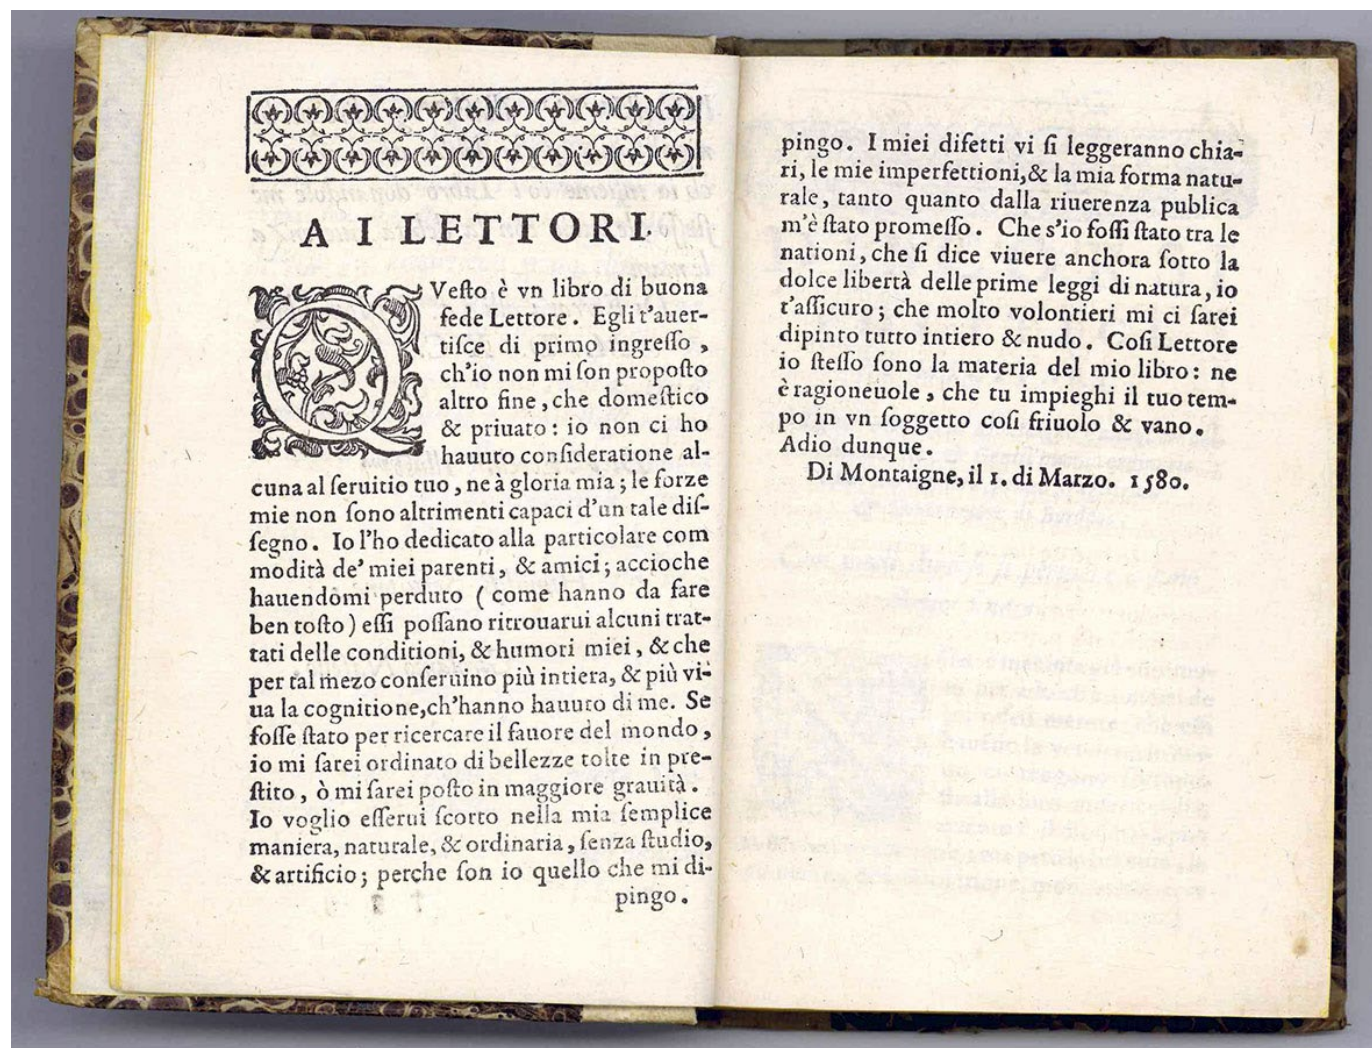 A I LETTORI.
QVeſto è vn libro di buona
fede Lettore. Egli t'auer-
tiſce di primo ingreſſo,
ch'io non mi ſon propoſto
altro fine, che domeſtico
& priuato: io non ci ho
hauuto conſideratione al-
cuna al ſeruitio tuo, ne à gloria mia; le forze
mie non ſono altrimenti capaci d'un tale diſ-
ſegno. Io l'ho dedicato alla particolare com
modità de' miei parenti, & amici; accioche
hauendomi perduto (come hanno da fare
ben toſto) eſſi poſſano ritrouarui alcuni trat-
tati delle conditioni, & humori miei, & che
per tal mezo conſeruino più intiera, & più vi-
ua la cognitione, ch'hanno hauuto di me. Se
foſſe ſtato per ricercare il fauore del mondo,
io mi ſarei ordinato di bellezze tolte in pre-
ſtito, ò mi ſarei poſto in maggiore grauità.
Io voglio eſſerui ſcorto nella mia ſemplice
maniera, naturale, & ordinaria, ſenza ſtudio,
& artificio; perche ſon io quello che mi di-
pingo.
pingo. I miei difetti vi ſi leggeranno chia-
ri, le mie imperfettioni, & la mia forma natu-
rale, tanto quanto dalla riuerenza publica
m'è ſtato promeſſo. Che s'io foſſi ſtato tra le
nationi, che ſi dice viuere anchora ſotto la
dolce libertà delle prime leggi di natura, io
t'aſſicuro; che molto volontieri mi ci ſarei
dipinto tutto intiero & nudo. Coſi Lettore
io ſteſſo ſono la materia del mio libro: ne
è ragioneuole, che tu impieghi il tuo tem-
po in vn ſoggetto coſi friuolo & vano.
Adio dunque.
Di Montaigne, il 1. di Marzo. 1580.